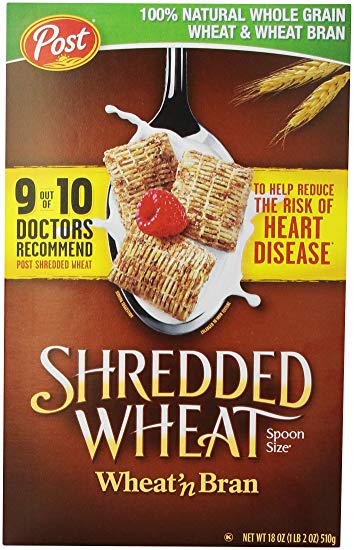 Post
100% NATURAL WHOLE GRAIN
WHEAT & WHEAT BRAN
9 OUT OF 10
DOCTORS
RECOMMEND
POST SHREDDED WHEAT
TO HELP REDUCE
THE RISK OF
HEART
DISEASE*
SHREDDED
WHEAT
Spoon
Size®
Wheat'n Bran
NET WT 18 OZ (1 LB 2 OZ) 510g